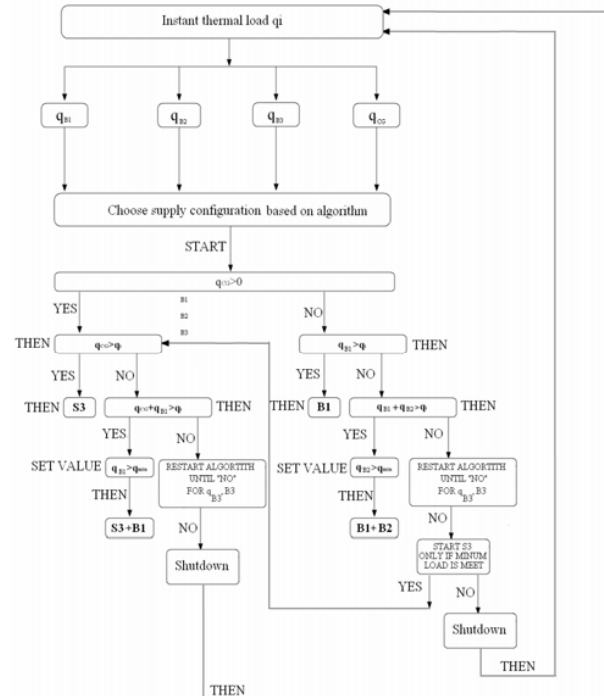 Instant thermal load qi
qB1
qB2
qB3
qCG
Choose supply configuration based on algorithm
START
qCG>0
YES
B1
B2
B3
NO
THEN
qCG>qi
qB1>qi
THEN
YES
NO
YES
NO
THEN
S3
qCG+qB1>qi
THEN
THEN
B1
qB1+qB2>qi
THEN
YES
NO
YES
NO
SET VALUE
qB1>qmin
RESTART ALGORTITH
UNTIL "NO"
FOR qB3, B3
SET VALUE
qB2>qmin
RESTART ALGORTITH
UNTIL "NO"
FOR qB3, B3
THEN
THEN
S3+B1
NO
B1+B2
NO
Shutdown
START S3
ONLY IF MINUM
LOAD IS MEET
YES
NO
Shutdown
THEN
THEN